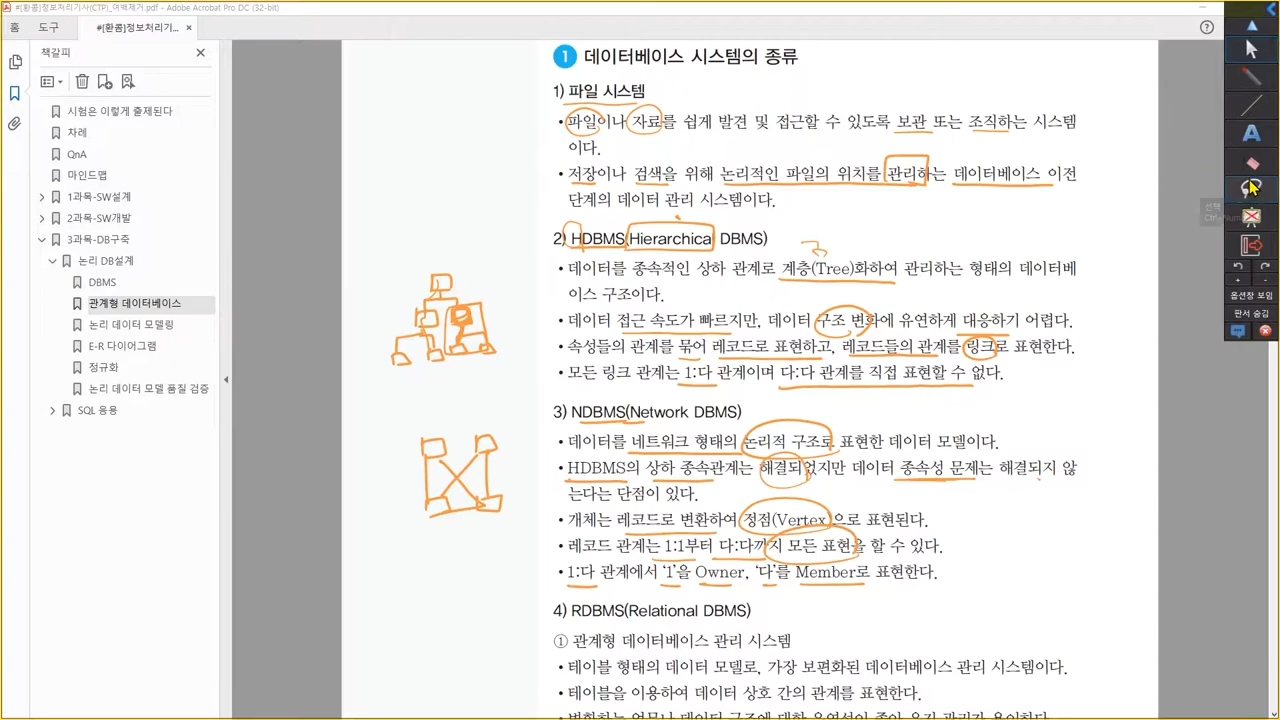 #[환콤]정보처리기사(CTP)_여백제거.pdf - Adobe Acrobat Pro DC (32-bit)
홈 도구 #[환콤]정보처리기...
책갈피
시험은 이렇게 출제된다
차례
QnA
마인드맵
1과목-SW설계
2과목-SW개발
3과목-DB구축
논리 DB설계
DBMS
관계형 데이터베이스
논리 데이터 모델링
E-R 다이어그램
정규화
논리 데이터 모델 품질 검증
SQL 응용
1 데이터베이스 시스템의 종류
1) 파일 시스템
• 파일이나 자료를 쉽게 발견 및 접근할 수 있도록 보관 또는 조직하는 시스템
이다.
• 저장이나 검색을 위해 논리적인 파일의 위치를 관리하는 데이터베이스 이전
단계의 데이터 관리 시스템이다.
2) HDBMS(Hierarchical DBMS)
• 데이터를 종속적인 상하 관계로 계층(Tree)화하여 관리하는 형태의 데이터베
이스 구조이다.
• 데이터 접근 속도가 빠르지만, 데이터 구조 변화에 유연하게 대응하기 어렵다.
• 속성들의 관계를 묶어 레코드로 표현하고, 레코드들의 관계를 링크로 표현한다.
• 모든 링크 관계는 1:다 관계이며 다:다 관계를 직접 표현할 수 없다.
3) NDBMS(Network DBMS)
• 데이터를 네트워크 형태의 논리적 구조로 표현한 데이터 모델이다.
• HDBMS의 상하 종속관계는 해결되었지만 데이터 종속성 문제는 해결되지 않
는다는 단점이 있다.
• 개체는 레코드로 변환하여 정점(Vertex)으로 표현된다.
• 레코드 관계는 1:1부터 다:다까지 모든 표현을 할 수 있다.
• 1:다 관계에서 ‘1’을 Owner, ‘다’를 Member로 표현한다.
4) RDBMS(Relational DBMS)
① 관계형 데이터베이스 관리 시스템
• 테이블 형태의 데이터 모델로, 가장 보편화된 데이터베이스 관리 시스템이다.
• 테이블을 이용하여 데이터 상호 간의 관계를 표현한다.
A
선택
옵션장 보임
판서 숨김